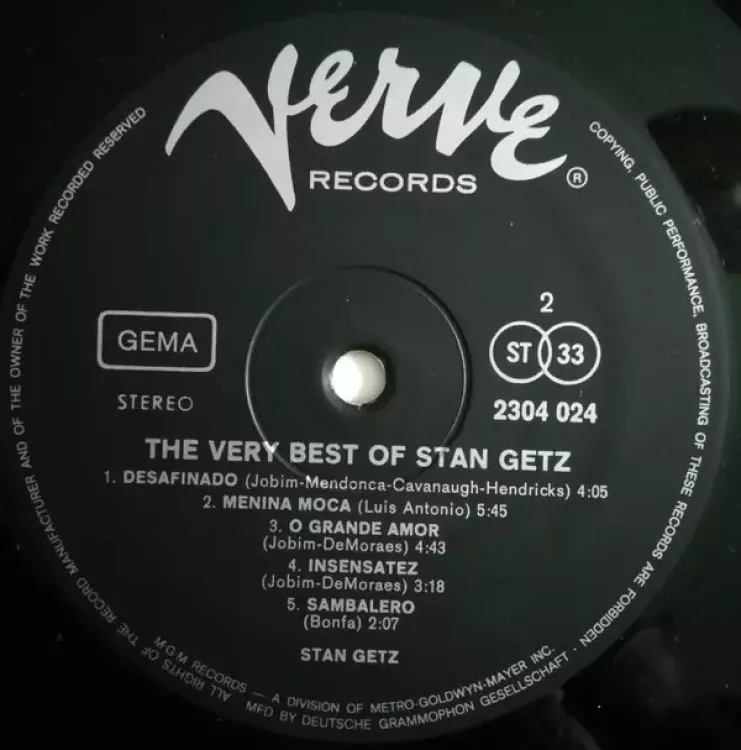 Verve
RECORDS
®
GEMA
STEREO
2
ST 33
2304 024
THE VERY BEST OF STAN GETZ
1. DESAFINADO (Jobim-Mendonca-Cavanaugh-Hendricks) 4:05
2. MENINA MOCA (Luis Antonio) 5:45
3. O GRANDE AMOR
(Jobim-DeMoraes) 4:43
4. INSENSATEZ
(Jobim-DeMoraes) 3:18
5. SAMBALERO
(Bonfa) 2:07
STAN GETZ
M.G.M. RECORDS — A DIVISION OF METRO-GOLDWYN-MAYER INC.
ALL RIGHTS OF THE RECORD MANUFACTURER AND OF THE OWNER OF THE WORK RECORDED RESERVED
COPYING, PUBLIC PERFORMANCE, BROADCASTING OF THESE RECORDS ARE FORBIDDEN · MFD BY DEUTSCHE GRAMMOPHON GESELLSCHAFT ·